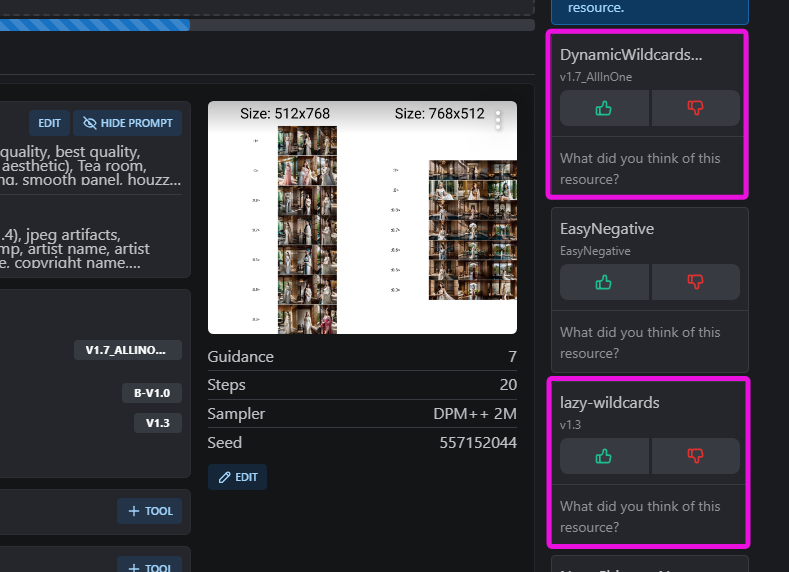 resource.
EDIT
HIDE PROMPT
quality, best quality,
aesthetic), Tea room,
smooth panel, houzz...
.4), jpeg artifacts,
mp, artist name, artist
e, copyright name,...
V1.7_ALLINO...
B-V1.0
V1.3
+ TOOL
+ TOOL
Size: 512x768
Size: 768x512
Guidance 7
Steps 20
Sampler DPM++ 2M
Seed 557152044
EDIT
DynamicWildcards...
v1.7_AllInOne
What did you think of this
resource?
EasyNegative
EasyNegative
What did you think of this
resource?
lazy-wildcards
v1.3
What did you think of this
resource?